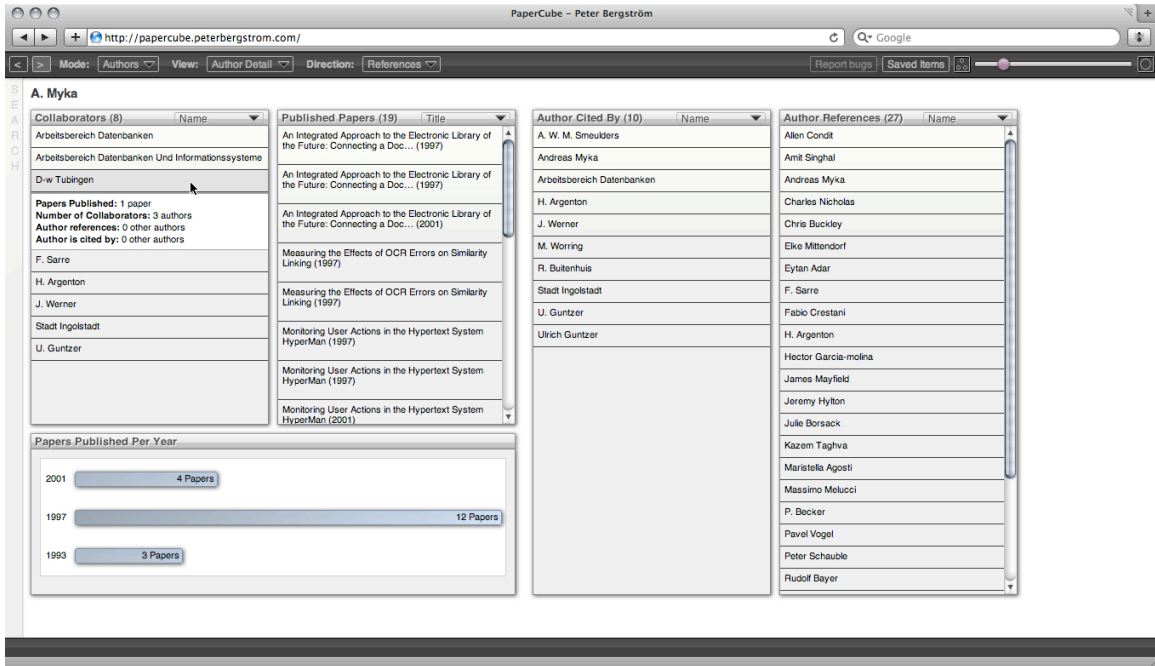 PaperCube – Peter Bergström
http://papercube.peterbergstrom.com/
Google
< > Mode: Authors View: Author Detail Direction: References Report bugs Saved Items
SEARCH
A. Myka
Collaborators (8) Name
Arbeitsbereich Datenbanken
Arbeitsbereich Datenbanken Und Informationssysteme
D-w Tubingen
Papers Published: 1 paper
Number of Collaborators: 3 authors
Author references: 0 other authors
Author is cited by: 0 other authors
F. Sarre
H. Argenton
J. Werner
Stadt Ingolstadt
U. Guntzer
Published Papers (19) Title
An Integrated Approach to the Electronic Library of
the Future: Connecting a Doc... (1997)
An Integrated Approach to the Electronic Library of
the Future: Connecting a Doc... (1997)
An Integrated Approach to the Electronic Library of
the Future: Connecting a Doc... (2001)
Measuring the Effects of OCR Errors on Similarity
Linking (1997)
Measuring the Effects of OCR Errors on Similarity
Linking (1997)
Monitoring User Actions in the Hypertext System
HyperMan (1997)
Monitoring User Actions in the Hypertext System
HyperMan (1997)
Monitoring User Actions in the Hypertext System
HyperMan (2001)
Papers Published Per Year
2001 4 Papers
1997 12 Papers
1993 3 Papers
Author Cited By (10) Name
A. W. M. Smeulders
Andreas Myka
Arbeitsbereich Datenbanken
H. Argenton
J. Werner
M. Worring
R. Buitenhuis
Stadt Ingolstadt
U. Guntzer
Ulrich Guntzer
Author References (27) Name
Allen Condit
Amit Singhal
Andreas Myka
Charles Nicholas
Chris Buckley
Elke Mittendorf
Eytan Adar
F. Sarre
Fabio Crestani
H. Argenton
Hector Garcia-molina
James Mayfield
Jeremy Hylton
Julie Borsack
Kazem Taghva
Maristella Agosti
Massimo Melucci
P. Becker
Pavel Vogel
Peter Schauble
Rudolf Bayer